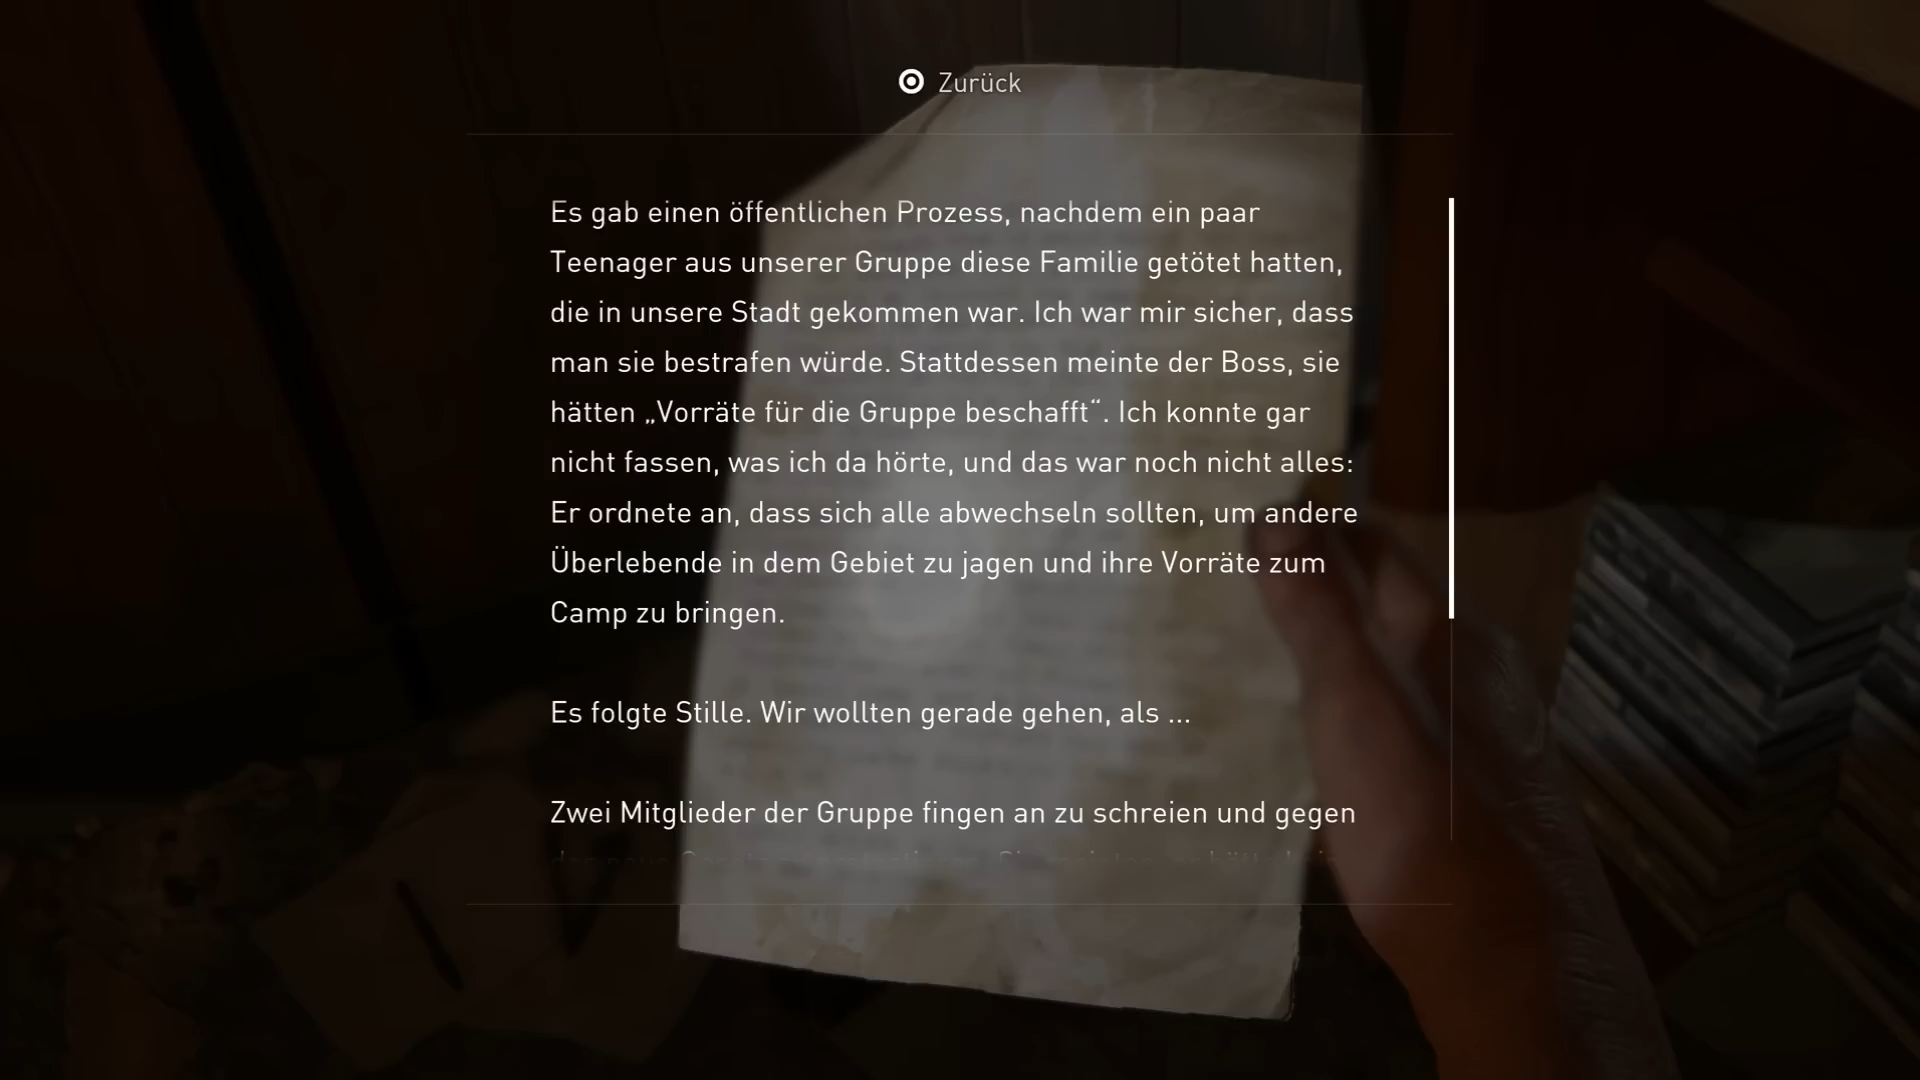 Zurück
Es gab einen öffentlichen Prozess, nachdem ein paar
Teenager aus unserer Gruppe diese Familie getötet hatten,
die in unsere Stadt gekommen war. Ich war mir sicher, dass
man sie bestrafen würde. Stattdessen meinte der Boss, sie
hätten „Vorräte für die Gruppe beschafft“. Ich konnte gar
nicht fassen, was ich da hörte, und das war noch nicht alles:
Er ordnete an, dass sich alle abwechseln sollten, um andere
Überlebende in dem Gebiet zu jagen und ihre Vorräte zum
Camp zu bringen.
Es folgte Stille. Wir wollten gerade gehen, als ...
Zwei Mitglieder der Gruppe fingen an zu schreien und gegen